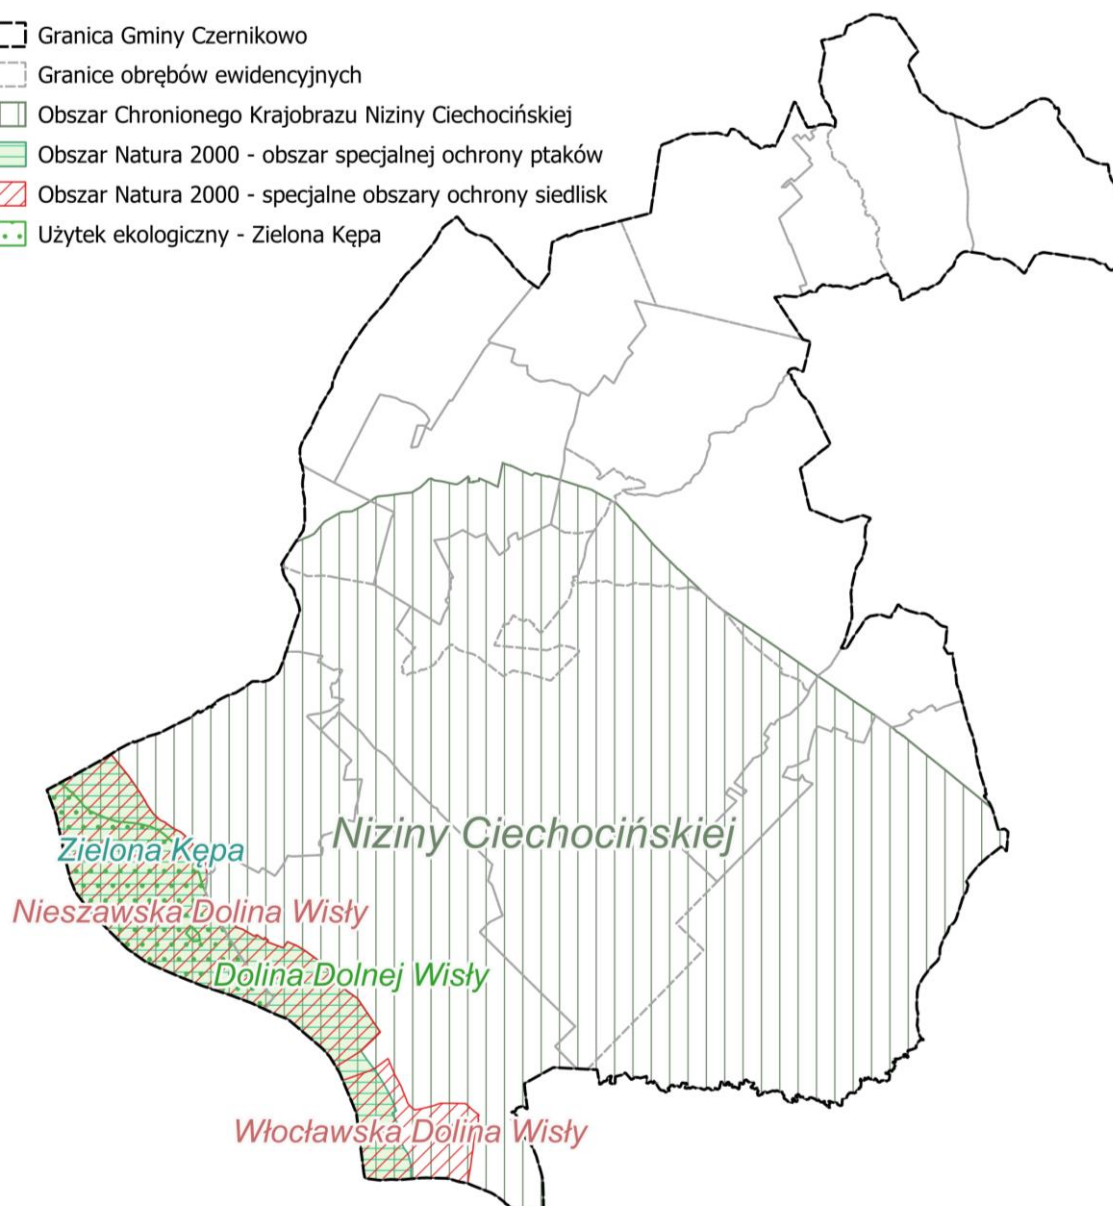 Granica Gminy Czernikowo
Granice obrębów ewidencyjnych
Obszar Chronionego Krajobrazu Niziny Ciechocińskiej
Obszar Natura 2000 - obszar specjalnej ochrony ptaków
Obszar Natura 2000 - specjalne obszary ochrony siedlisk
Użytek ekologiczny - Zielona Kępa
Niziny Ciechocińskiej
Zielona Kępa
Nieszawska Dolina Wisły
Dolina Dolnej Wisły
Włocławska Dolina Wisły